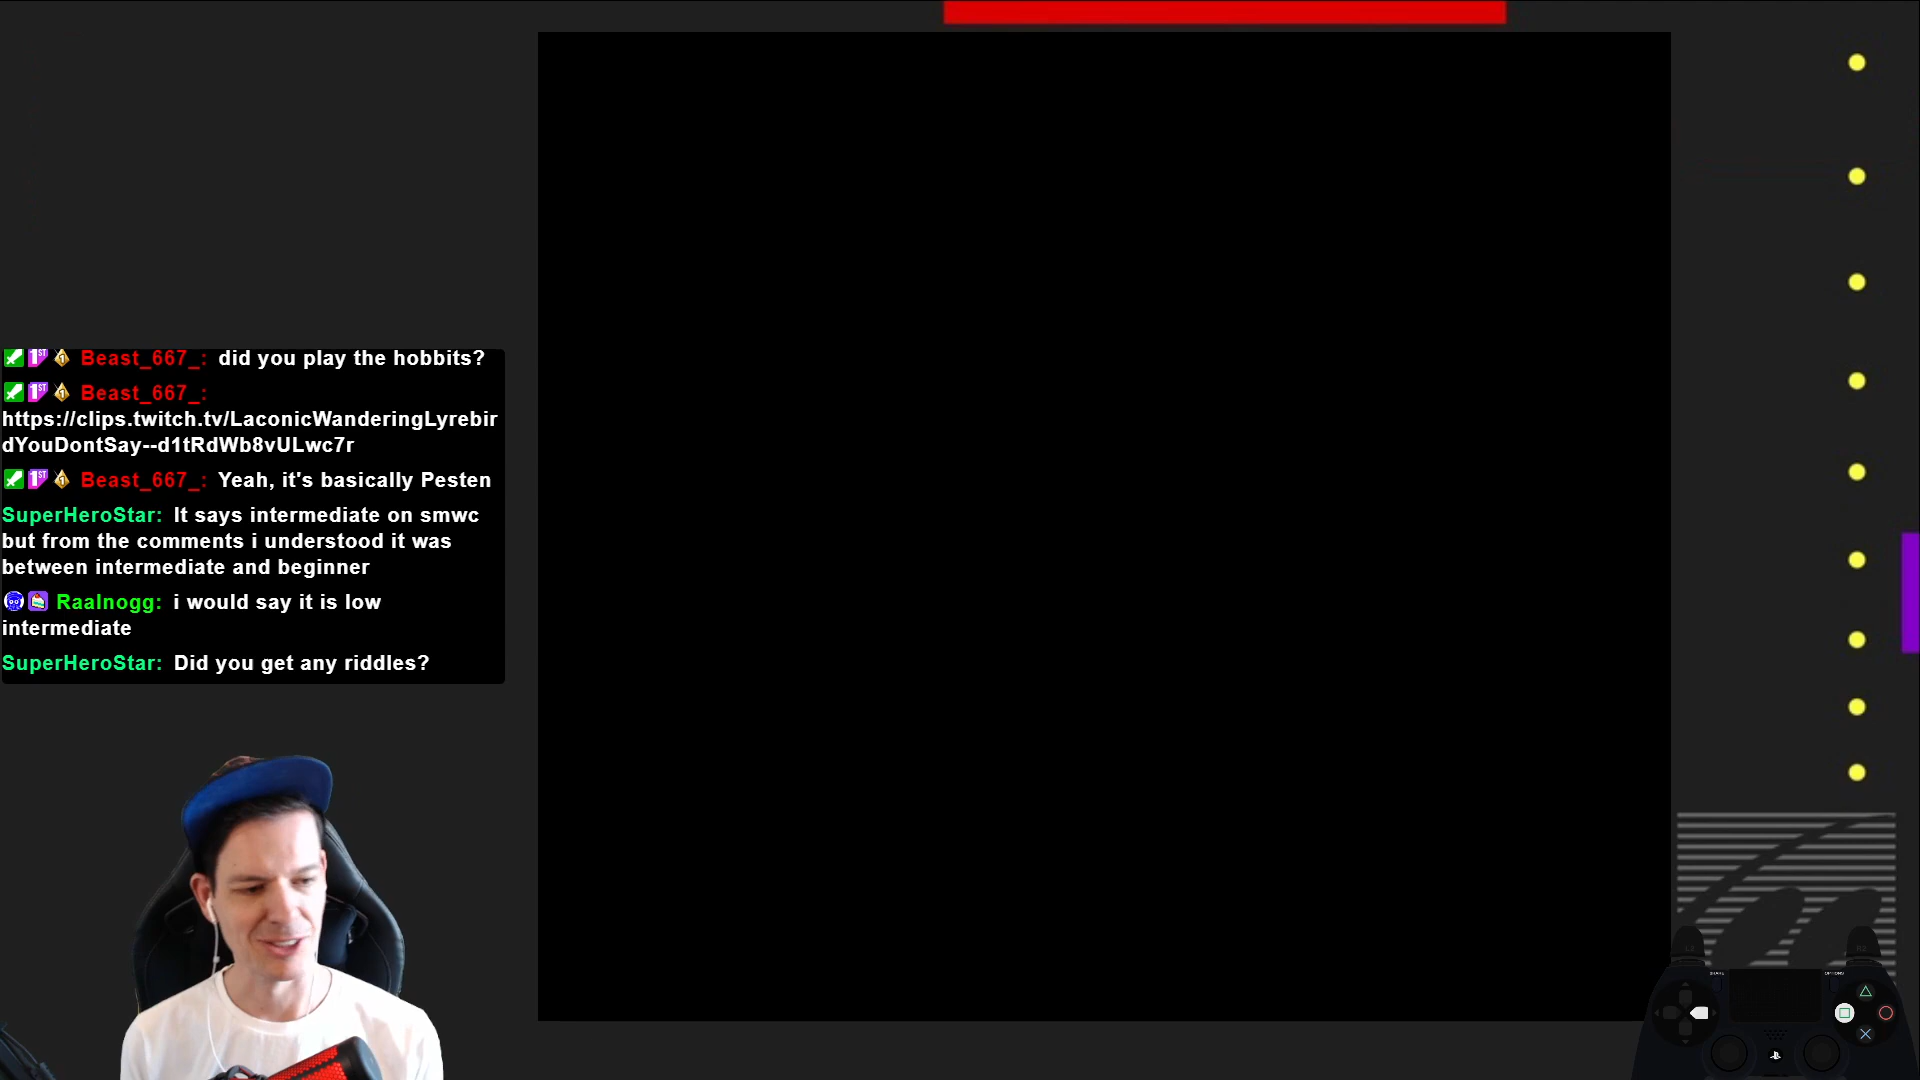 Beast_667_: did you play the hobbits?
Beast_667_:
https://clips.twitch.tv/LaconicWanderingLyrebir
dYouDontSay--d1tRdWb8vULwc7r
Beast_667_: Yeah, it's basically Pesten
SuperHeroStar: It says intermediate on smwc
but from the comments i understood it was
between intermediate and beginner
Raalnogg: i would say it is low
intermediate
SuperHeroStar: Did you get any riddles?
SHARE
OPTIONS